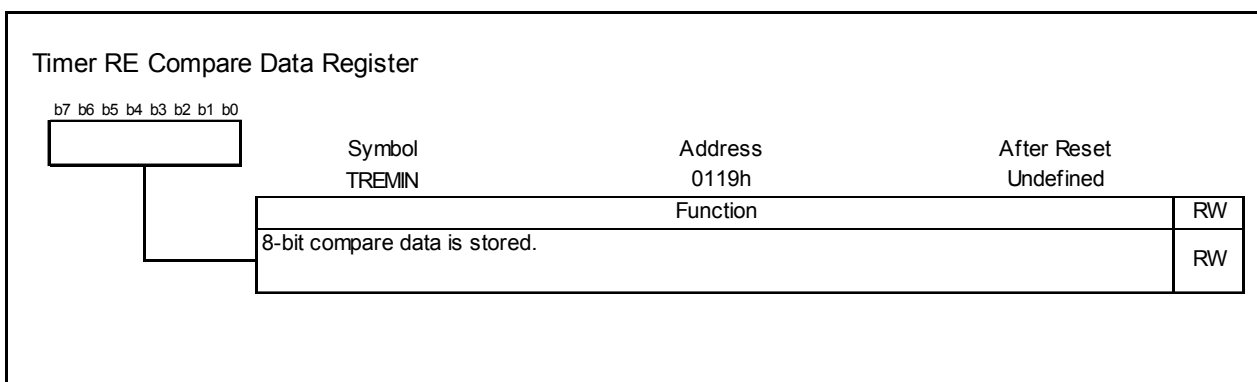 Timer RE Compare Data Register
b7 b6 b5 b4 b3 b2 b1 b0
Symbol Address After Reset
TREMIN 0119h Undefined
Function RW
8-bit compare data is stored. RW